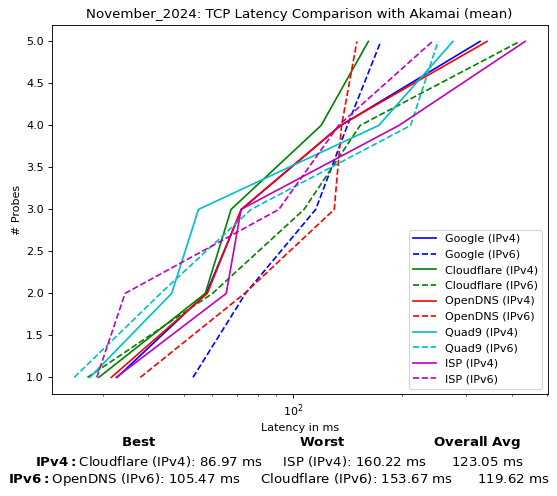 November_2024: TCP Latency Comparison with Akamai (mean)
5.0
4.5
4.0
3.5
3.0
2.5
2.0
1.5
1.0
# Probes
Google (IPv4)
Google (IPv6)
Cloudflare (IPv4)
Cloudflare (IPv6)
OpenDNS (IPv4)
OpenDNS (IPv6)
Quad9 (IPv4)
Quad9 (IPv6)
ISP (IPv4)
ISP (IPv6)
10²
Latency in ms
Best Worst Overall Avg
IPv4: Cloudflare (IPv4): 86.97 ms ISP (IPv4): 160.22 ms 123.05 ms
IPv6: OpenDNS (IPv6): 105.47 ms Cloudflare (IPv6): 153.67 ms 119.62 ms